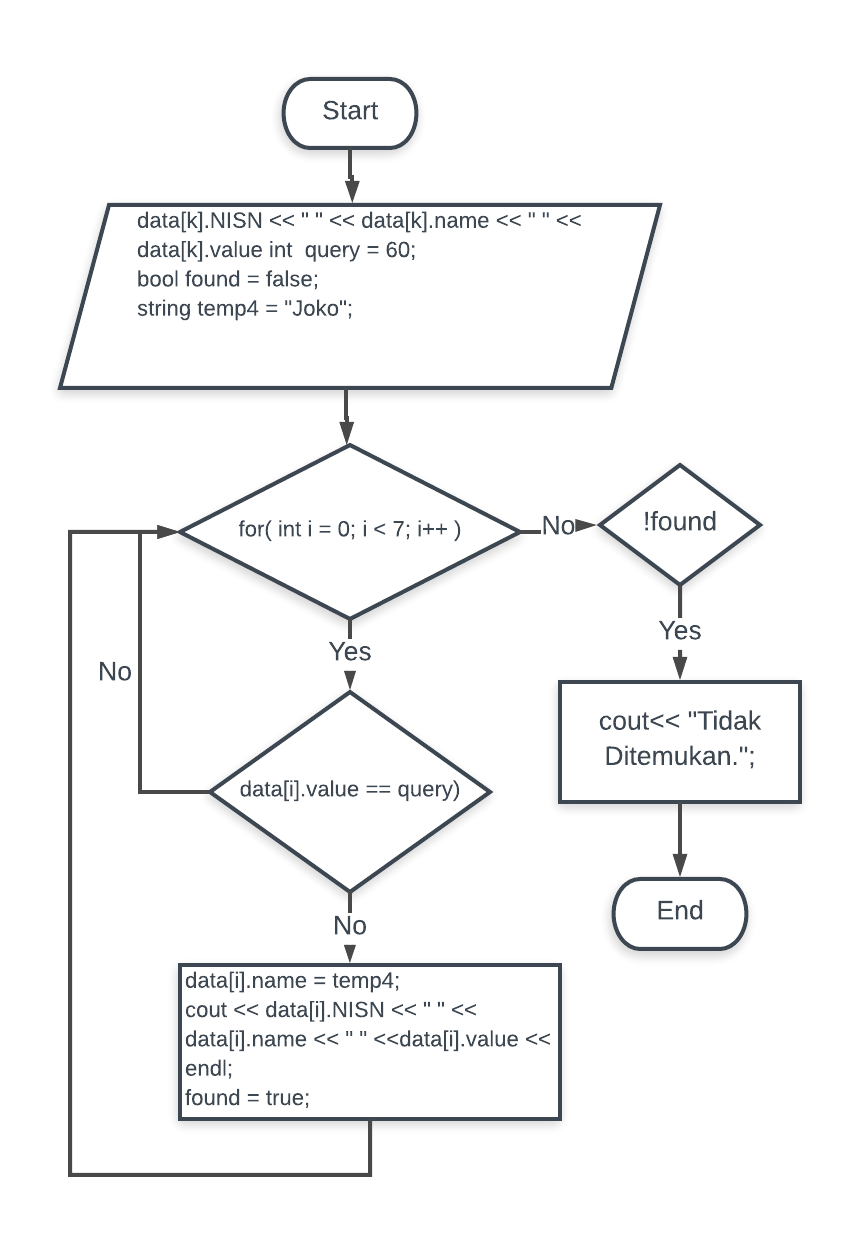 Start
data[k].NISN << " " << data[k].name << " " <<
data[k].value int  query = 60;
bool found = false;
string temp4 = "Joko";
for( int i = 0; i < 7; i++ )
No
!found
Yes
Yes
No
cout<< "Tidak
Ditemukan.";
data[i].value == query)
End
No
data[i].name = temp4;
cout << data[i].NISN << " " <<
data[i].name << " " <<data[i].value <<
endl;
found = true;